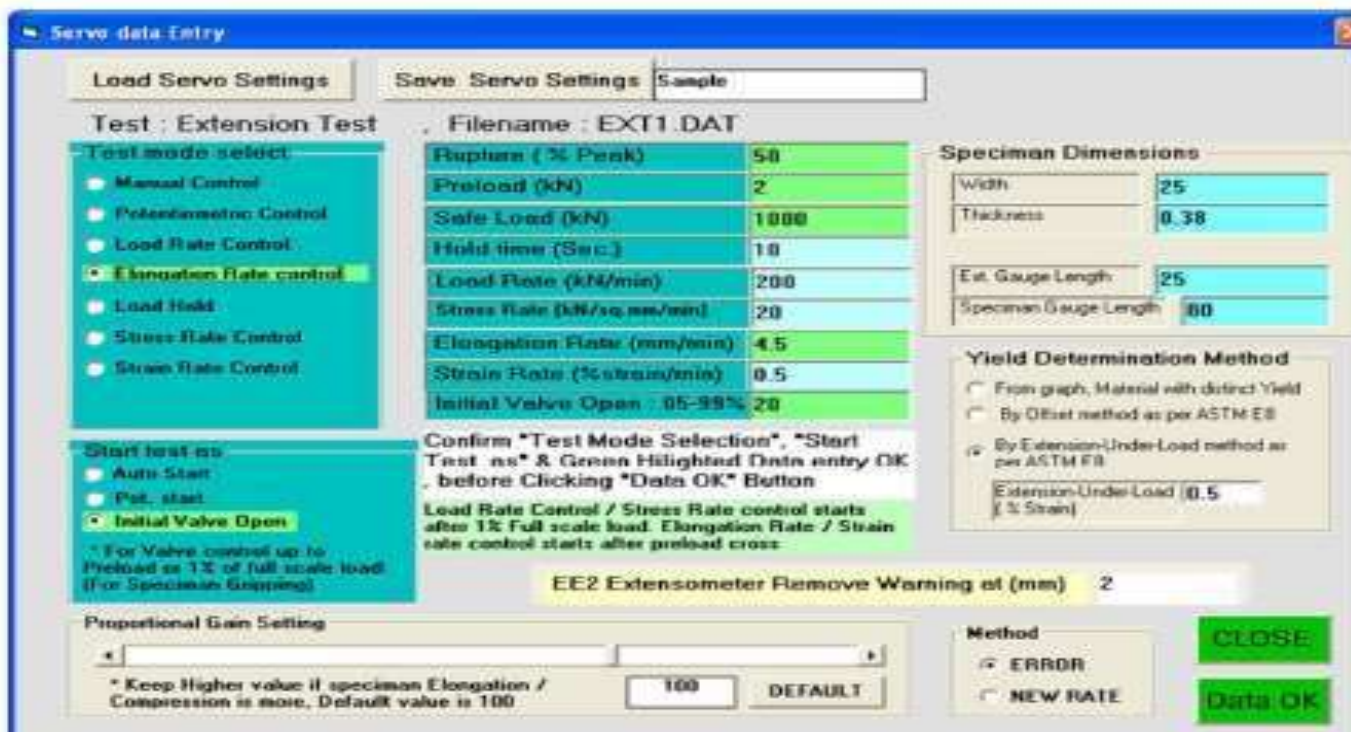 Servo data Entry
Load Servo Settings
Save Servo Settings
Sample
Test : Extension Test , Filename : EXT1.DAT
Test mode select
Manual Control
Potentiometric Control
Load Rate Control
Elongation Rate control
Load Hold
Stress Rate Control
Strain Rate Control
Start test as
Auto Start
Pot. start
Initial Valve Open
* For Valve control up to
Preload or 1% of full scale load
(For Speciman Gripping)
Rupture ( % Peak) 50
Preload (kN) 2
Safe Load (kN) 1000
Hold time (Sec.) 10
Load Rate (kN/min) 200
Stress Rate (kN/sq.mm/min) 20
Elongation Rate (mm/min) 4.5
Strain Rate (%strain/min) 0.5
Initial Valve Open : 05-99% 20
Confirm "Test Mode Selection", "Start
Test as" & Green Hilighted Data entry OK
, before Clicking "Data OK" Button
Load Rate Control / Stress Rate control starts
after 1% Full scale load. Elongation Rate / Strain
rate control starts after preload cross
Speciman Dimensions
Width 25
Thickness 0.38
Ext. Gauge Length 25
Speciman Gauge Length 80
Yield Determination Method
From graph, Material with distinct Yield
By Offset method as per ASTM E8
By Extension-Under-Load method as
per ASTM E8
Extension-Under-Load 0.5
( % Strain)
EE2 Extensometer Remove Warning at (mm) 2
Proportional Gain Setting
* Keep Higher value if speciman Elongation /
Compression is more, Default value is 100
100
DEFAULT
Method
ERROR
NEW RATE
CLOSE
Data OK